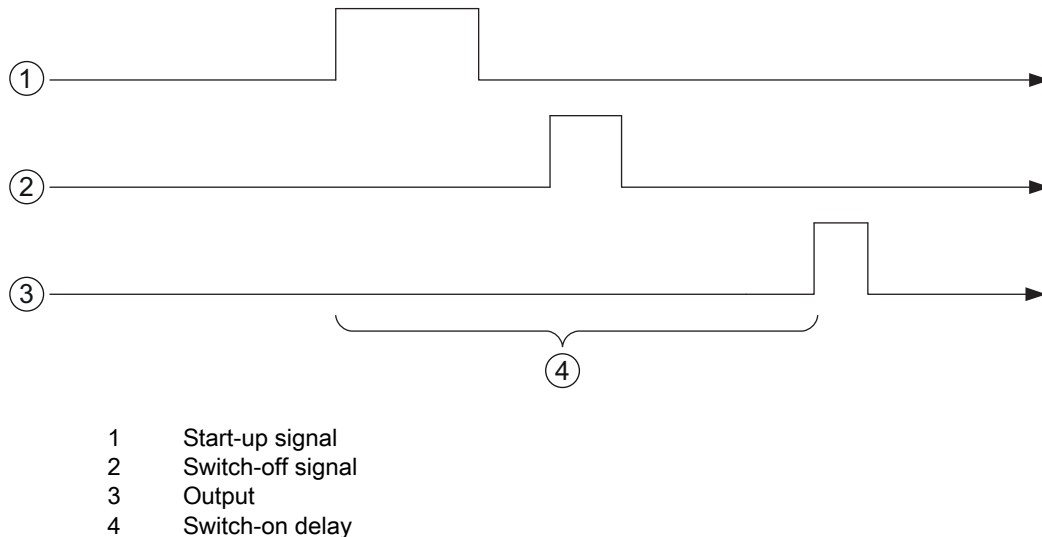 1
2
3
4
1 Start-up signal
2 Switch-off signal
3 Output
4 Switch-on delay